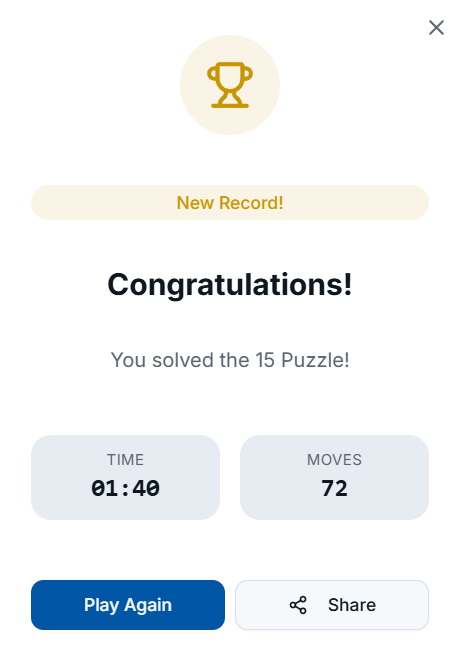 New Record!
Congratulations!
You solved the 15 Puzzle!
TIME
01:40
MOVES
72
Play Again
Share